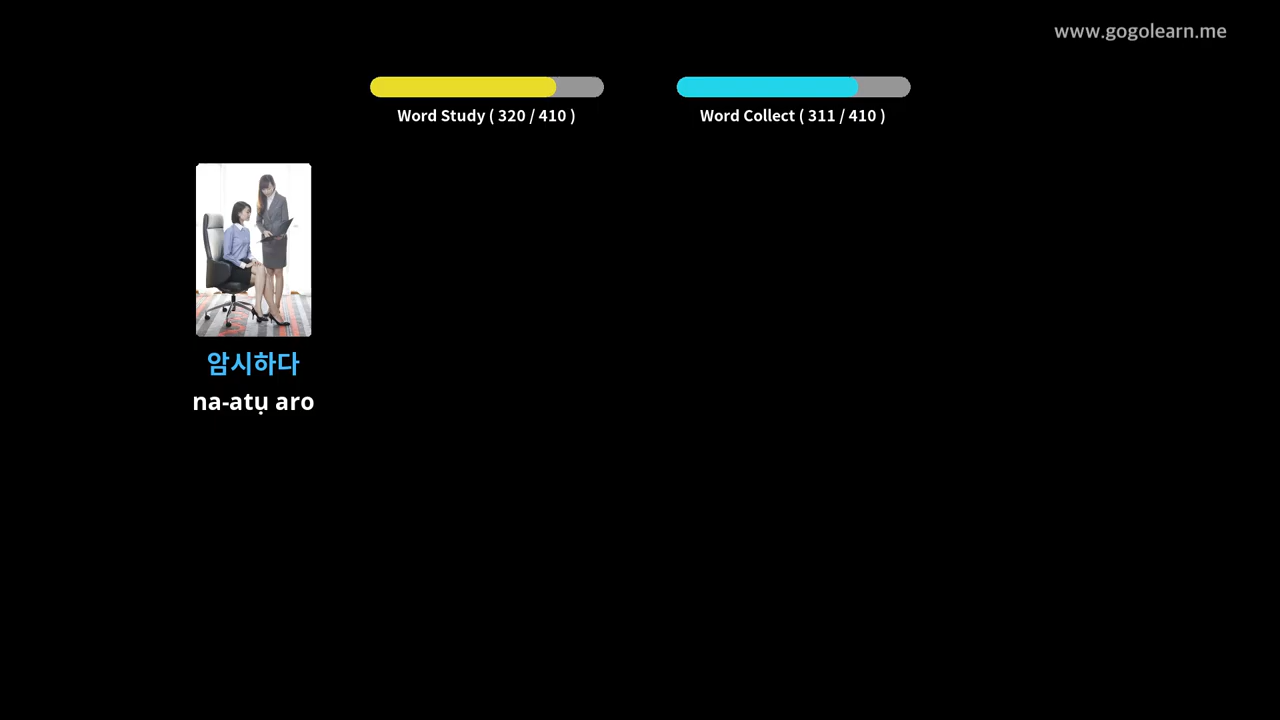 www.gogolearn.me
Word Study ( 320 / 410 )
Word Collect ( 311 / 410 )
암시하다
na-atụ aro